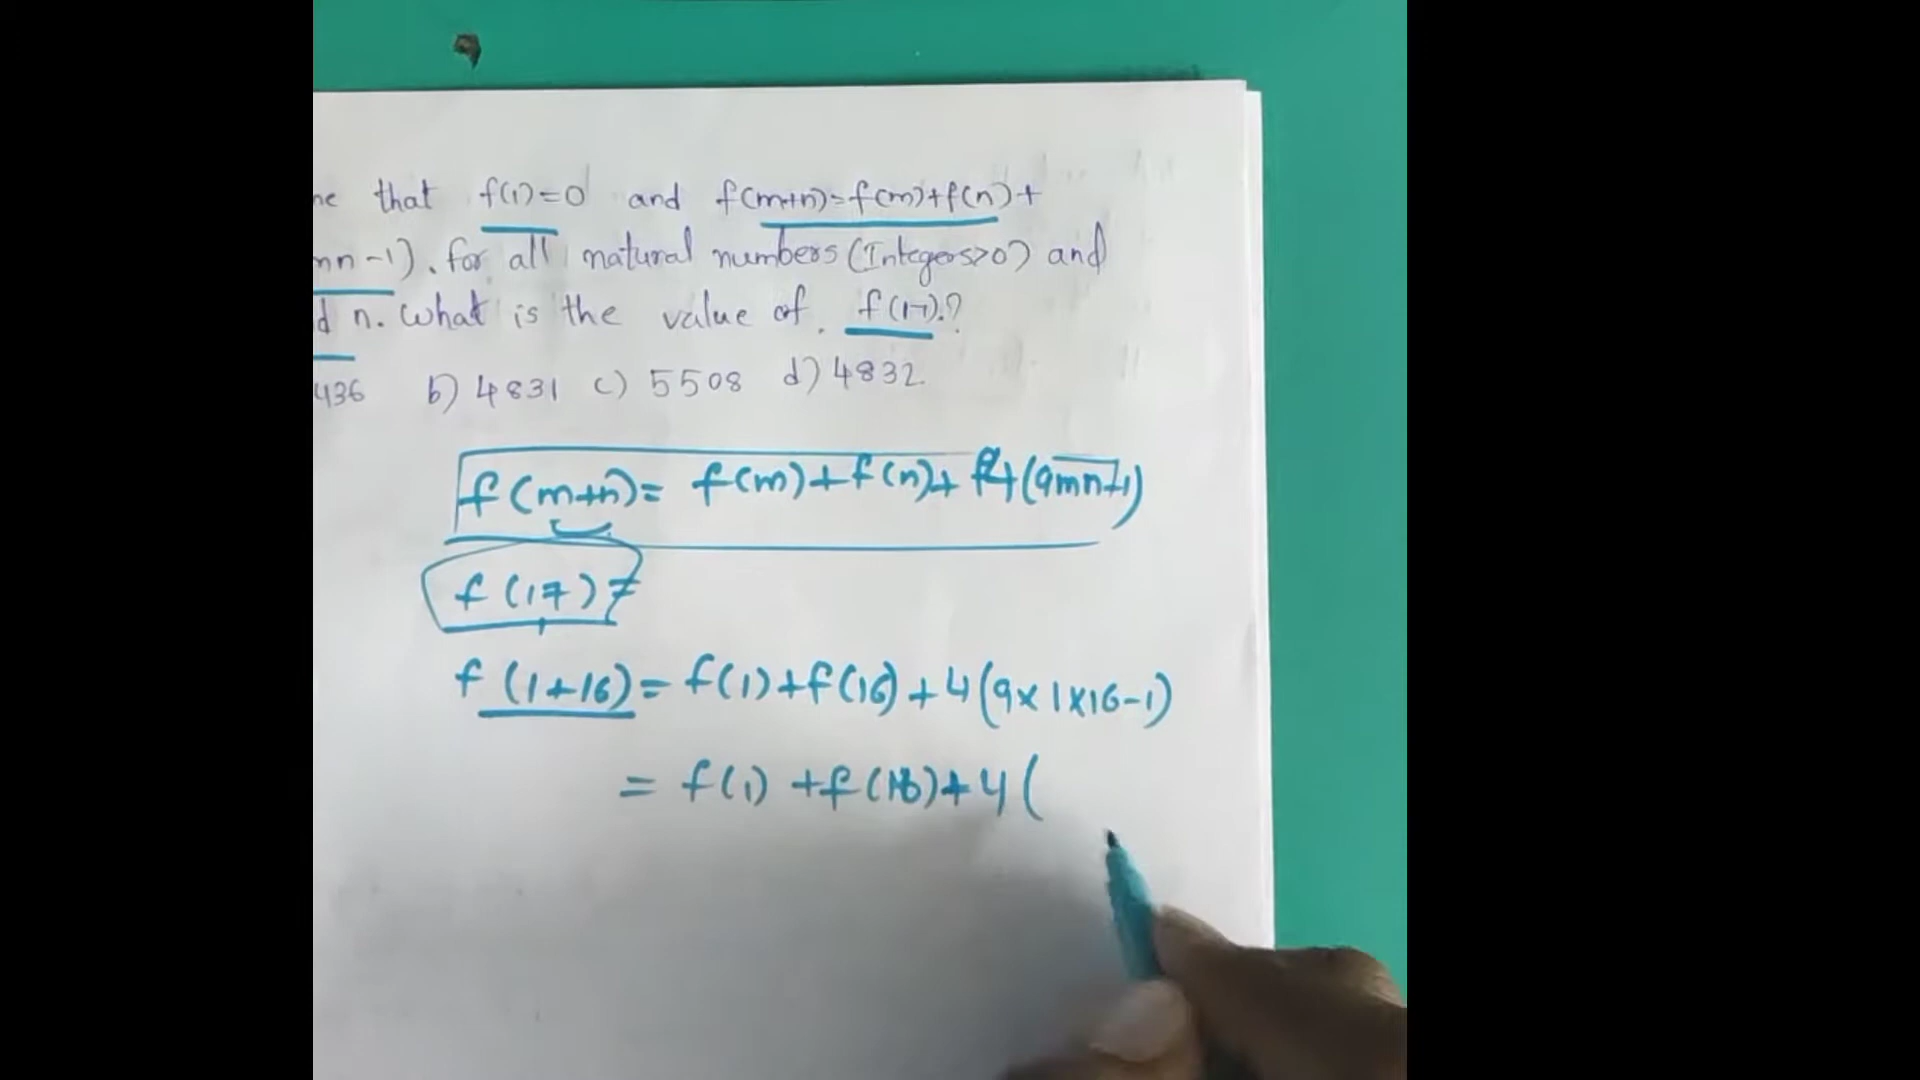 ne that f(1)=0 and f(m+n)=f(m)+f(n)+
mn-1). for all natural numbers (Integers>0) and
d n. What is the value of f(17).?
436 b) 4831 c) 5508 d) 4832.
f(m+n)= f(m)+f(n)+ 4(9mn-1)
f(17)=
f(1+16)= f(1)+f(16)+4(9×1×16-1)
= f(1)+f(16)+4(